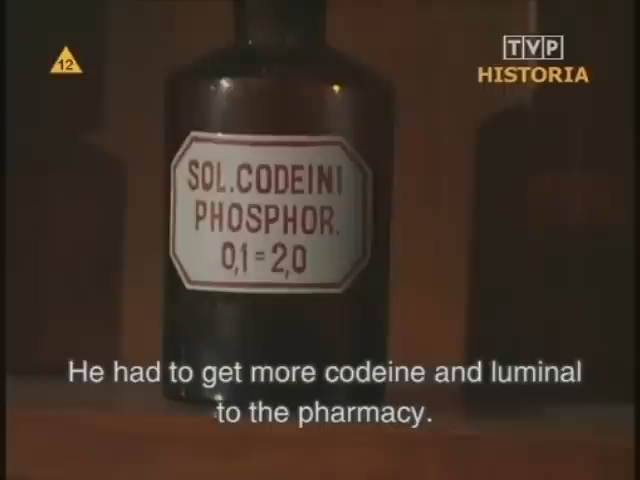 12
TVP
HISTORIA
SOL.CODEINI
PHOSPHOR.
0,1=2,0
He had to get more codeine and luminal
to the pharmacy.